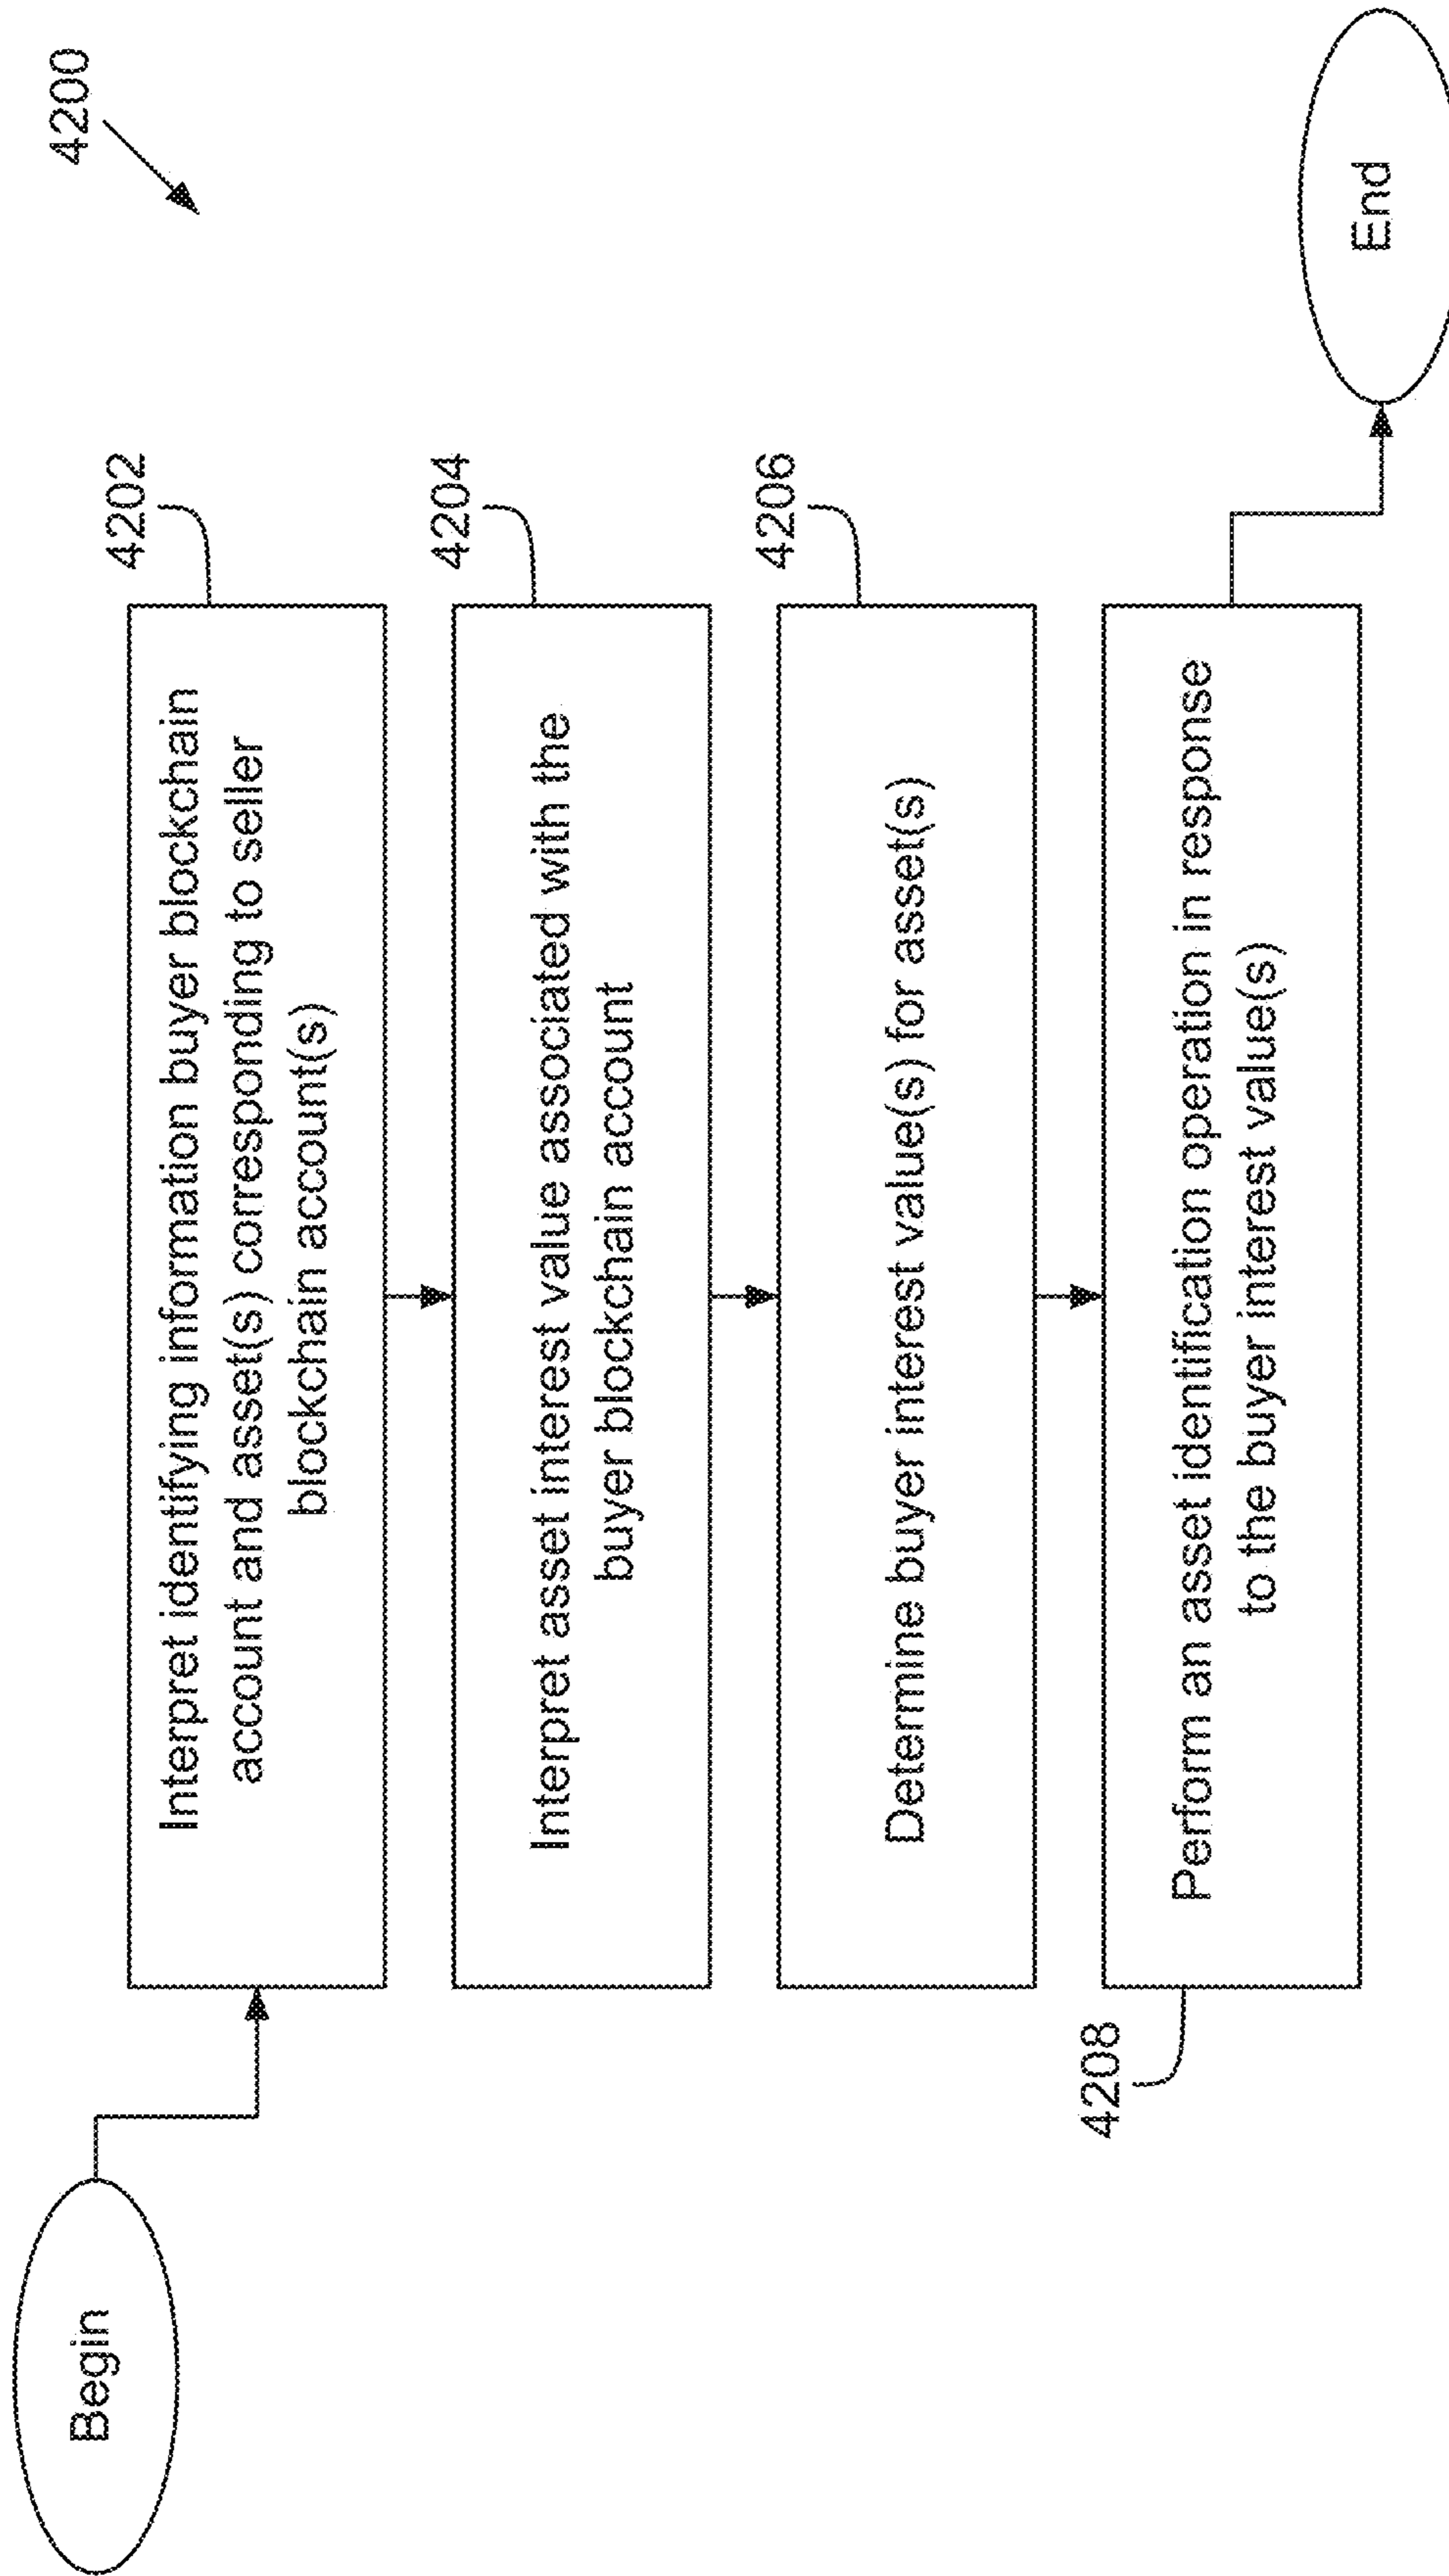 4200
Begin
4202
Interpret identifying information buyer blockchain
account and asset(s) corresponding to seller
blockchain account(s)
4204
Interpret asset interest value associated with the
buyer blockchain account
4206
Determine buyer interest value(s) for asset(s)
4208
Perform an asset identification operation in response
to the buyer interest value(s)
End